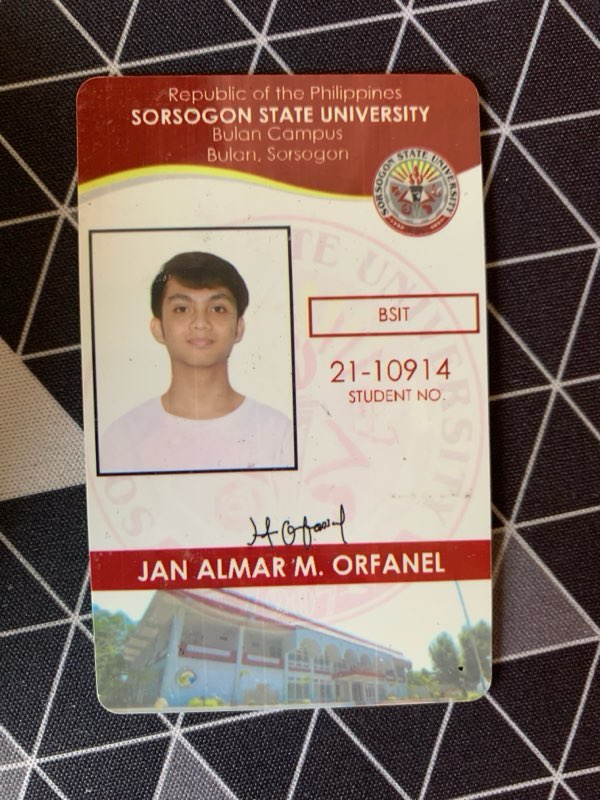 Republic of the Philippines
SORSOGON STATE UNIVERSITY
Bulan Campus
Bulan, Sorsogon
SORSOGON STATE UNIVERSITY
BSIT
21-10914
STUDENT NO.
JAN ALMAR M. ORFANEL